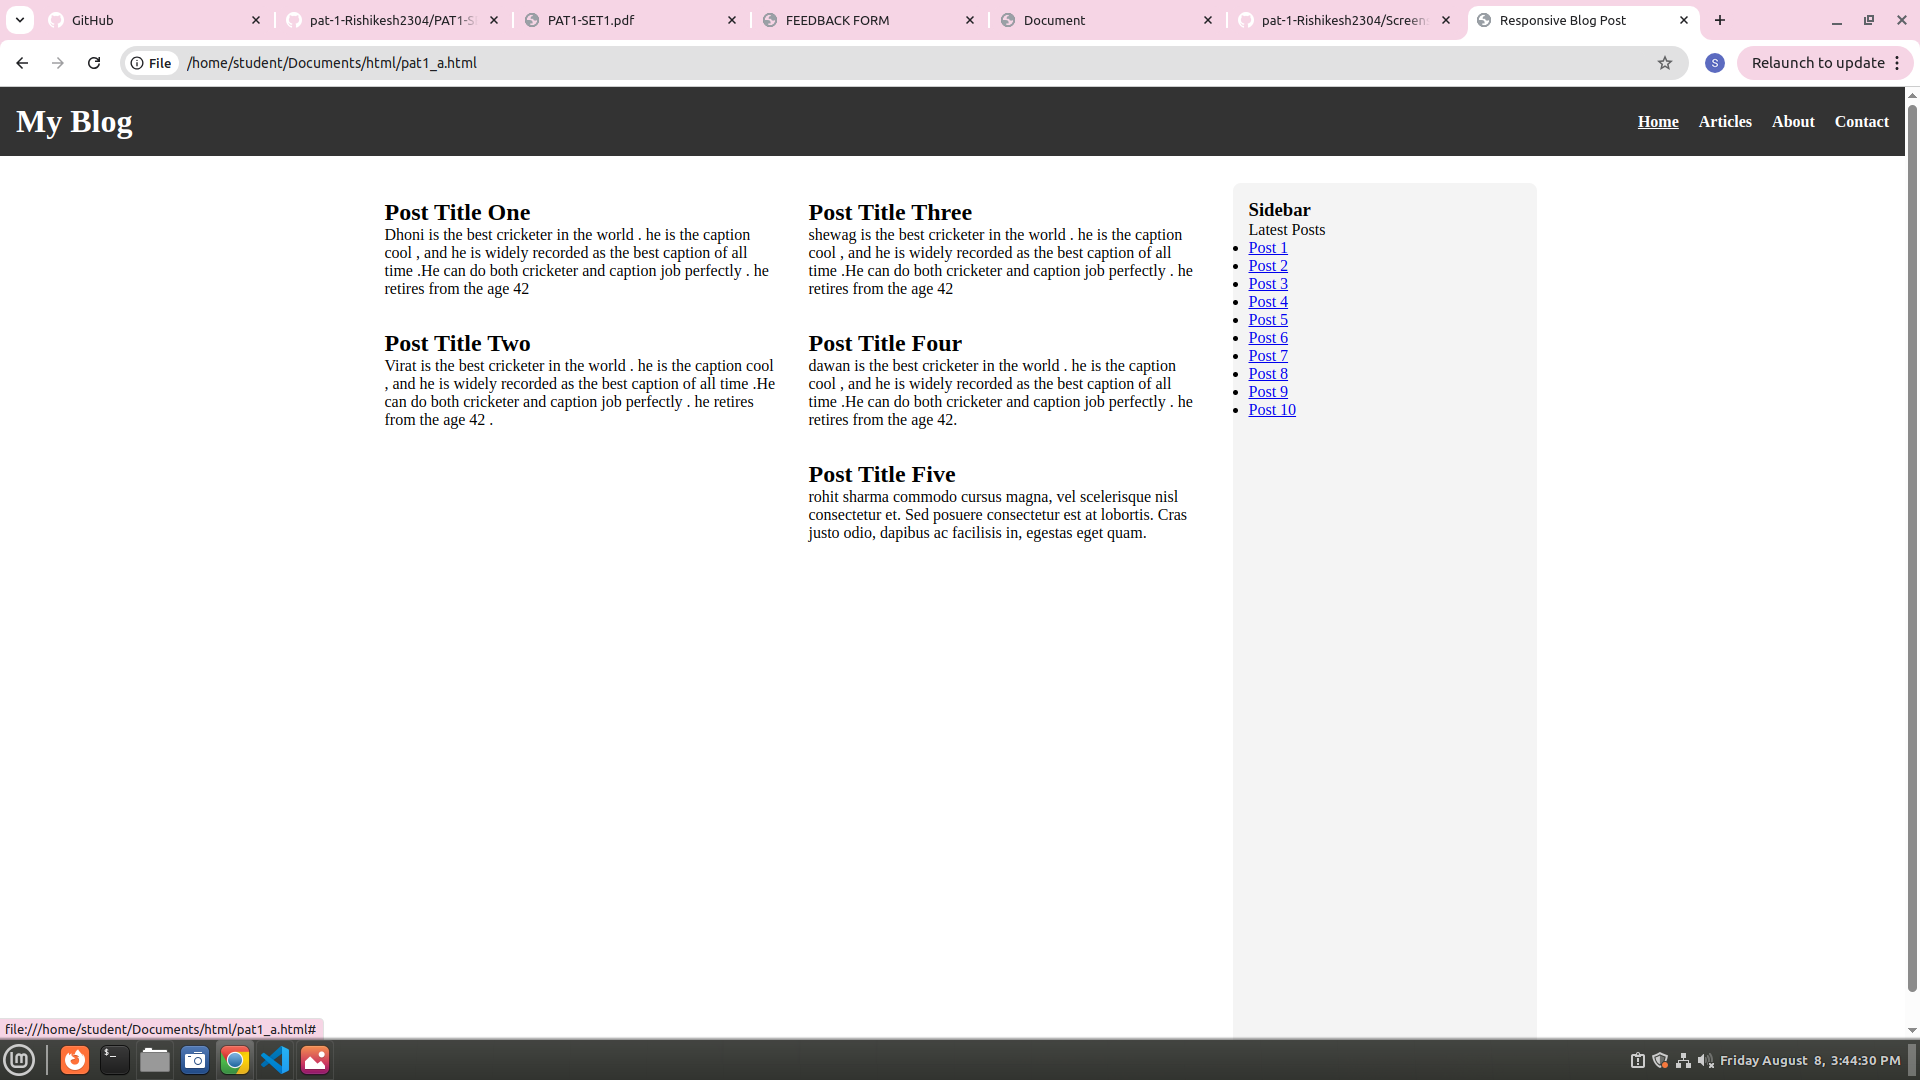 GitHub
pat-1-Rishikesh2304/PAT1-S
PAT1-SET1.pdf
FEEDBACK FORM
Document
pat-1-Rishikesh2304/Screens
Responsive Blog Post
File
/home/student/Documents/html/pat1_a.html
S
Relaunch to update
My Blog
Home
Articles
About
Contact
Post Title One
Dhoni is the best cricketer in the world . he is the caption
cool , and he is widely recorded as the best caption of all
time .He can do both cricketer and caption job perfectly . he
retires from the age 42
Post Title Two
Virat is the best cricketer in the world . he is the caption cool
, and he is widely recorded as the best caption of all time .He
can do both cricketer and caption job perfectly . he retires
from the age 42 .
Post Title Three
shewag is the best cricketer in the world . he is the caption
cool , and he is widely recorded as the best caption of all
time .He can do both cricketer and caption job perfectly . he
retires from the age 42
Post Title Four
dawan is the best cricketer in the world . he is the caption
cool , and he is widely recorded as the best caption of all
time .He can do both cricketer and caption job perfectly . he
retires from the age 42.
Post Title Five
rohit sharma commodo cursus magna, vel scelerisque nisl
consectetur et. Sed posuere consectetur est at lobortis. Cras
justo odio, dapibus ac facilisis in, egestas eget quam.
Sidebar
Latest Posts
Post 1
Post 2
Post 3
Post 4
Post 5
Post 6
Post 7
Post 8
Post 9
Post 10
file:///home/student/Documents/html/pat1_a.html#
Friday August 8, 3:44:30 PM